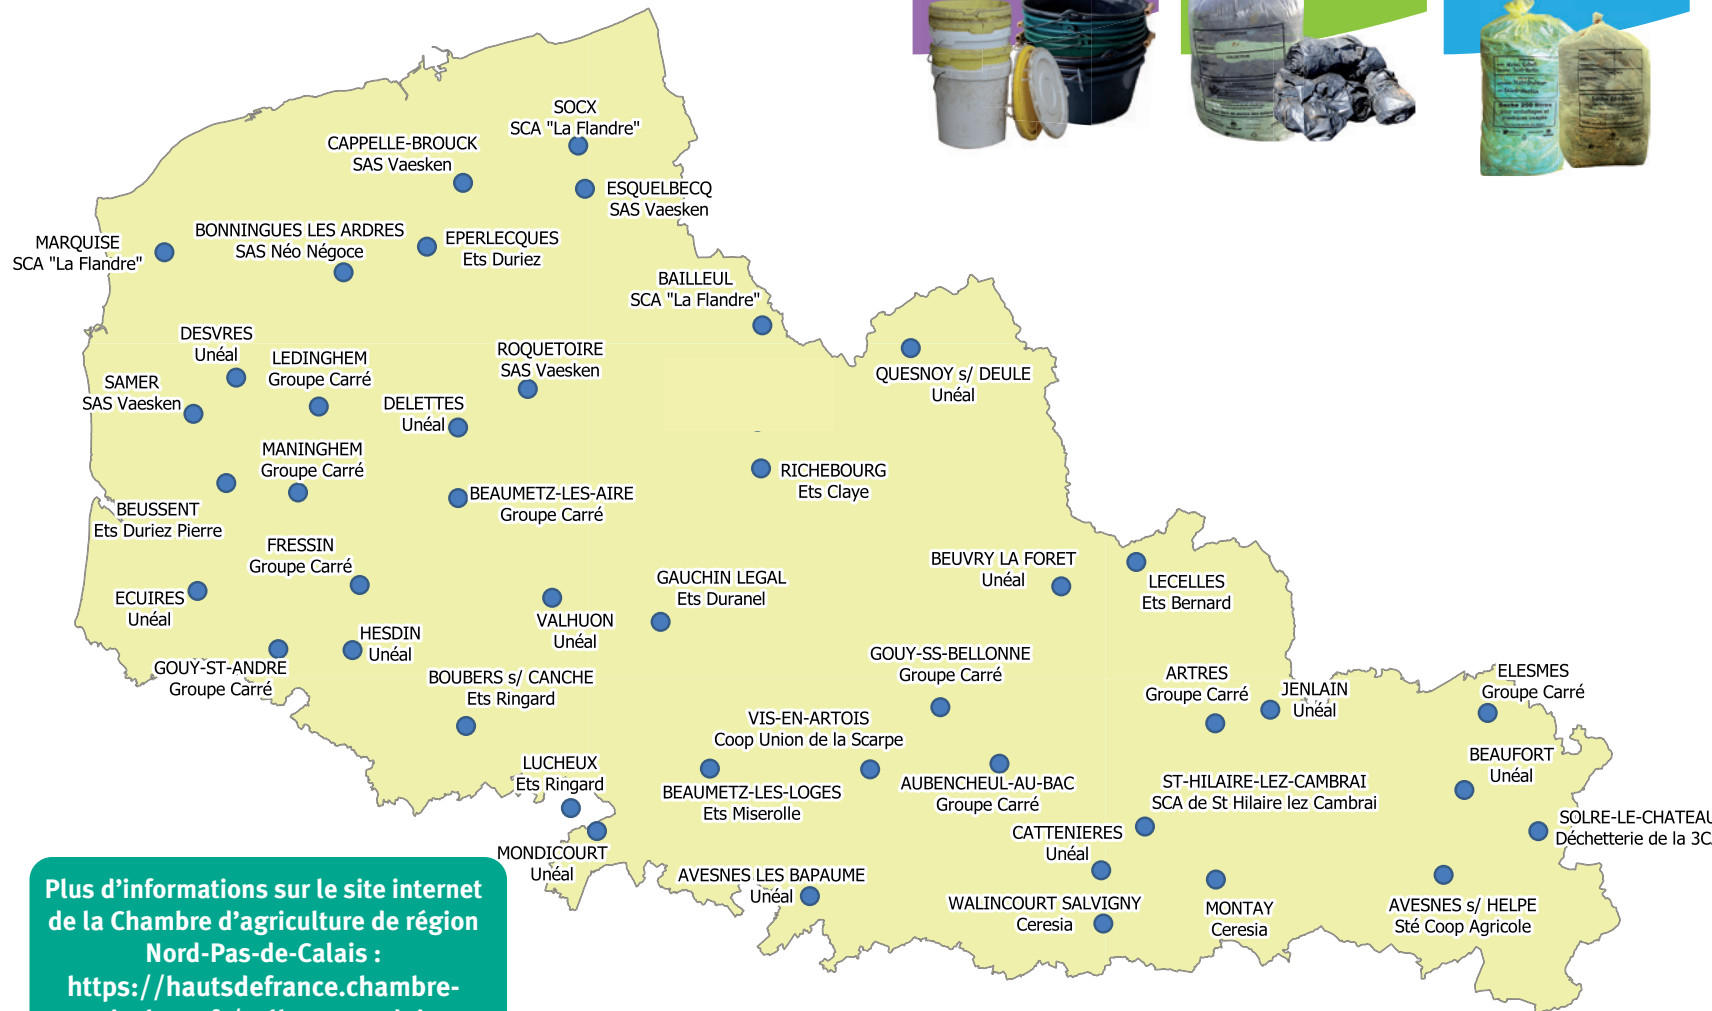 SOCX
SCA "La Flandre"
CAPPELLE-BROUCK
SAS Vaesken
ESQUELBECQ
SAS Vaesken
MARQUISE
SCA "La Flandre"
BONNINGUES LES ARDRES
SAS Néo Négoce
EPERLECQUES
Ets Duriez
BAILLEUL
SCA "La Flandre"
DESVRES
Unéal
LEDINGHEM
Groupe Carré
ROQUETOIRE
SAS Vaesken
QUESNOY s/ DEULE
Unéal
SAMER
SAS Vaesken
DELETTES
Unéal
MANINGHEM
Groupe Carré
RICHEBOURG
Ets Claye
BEUSSENT
Ets Duriez Pierre
BEAUMETZ-LES-AIRE
Groupe Carré
FRESSIN
Groupe Carré
BEUVRY LA FORET
Unéal
LECELLES
Ets Bernard
ECUIRES
Unéal
GAUCHIN LEGAL
Ets Duranel
VALHUON
Unéal
HESDIN
Unéal
GOUY-ST-ANDRE
Groupe Carré
BOUBERS s/ CANCHE
Ets Ringard
GOUY-SS-BELLONNE
Groupe Carré
ARTRES
Groupe Carré
JENLAIN
Unéal
ELESMES
Groupe Carré
VIS-EN-ARTOIS
Coop Union de la Scarpe
LUCHEUX
Ets Ringard
BEAUMETZ-LES-LOGES
Ets Miserolle
AUBENCHEUL-AU-BAC
Groupe Carré
ST-HILAIRE-LEZ-CAMBRAI
SCA de St Hilaire lez Cambrai
BEAUFORT
Unéal
SOLRE-LE-CHATEAU
Déchetterie de la 3C
CATTENIERES
Unéal
MONDICOURT
Unéal
AVESNES LES BAPAUME
Unéal
WALINCOURT SALVIGNY
Ceresia
MONTAY
Ceresia
AVESNES s/ HELPE
Sté Coop Agricole
Plus d'informations sur le site internet
de la Chambre d'agriculture de région
Nord-Pas-de-Calais :
https://hautsdefrance.chambre-